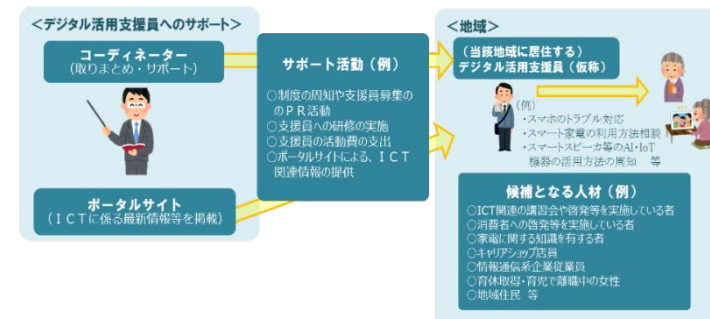 ＜デジタル活用支援員へのサポート＞
コーディネーター
（取りまとめ・サポート）
ポータルサイト
（ＩＣＴに係る最新情報等を掲載）
サポート活動（例）
○制度の周知や支援員募集の
のＰＲ活動
○支援員への研修の実施
○支援員の活動費の支出
○ポータルサイトによる、ＩＣＴ
関連情報の提供
＜地域＞
（当該地域に居住する）
デジタル活用支援員（仮称）
（例）
・スマホのトラブル対応
・スマート家電の利用方法相談
・スマートスピーカ等のAI・IoT
機器の活用方法の周知　等
候補となる人材（例）
○ICT関連の講習会や啓発等を実施している者
○消費者への啓発等を実施している者
○家電に関する知識を有する者
○キャリアショップ店員
○情報通信系企業従業員
○育休取得・育児で離職中の女性
○地域住民　等